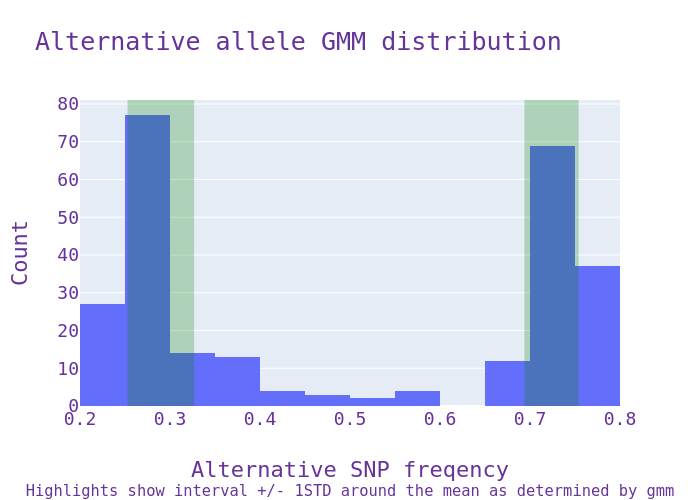 Alternative allele GMM distribution
80
70
60
50
40
30
20
10
0
Count
0.2 0.3 0.4 0.5 0.6 0.7 0.8
Alternative SNP freqency
Highlights show interval +/- 1STD around the mean as determined by gmm